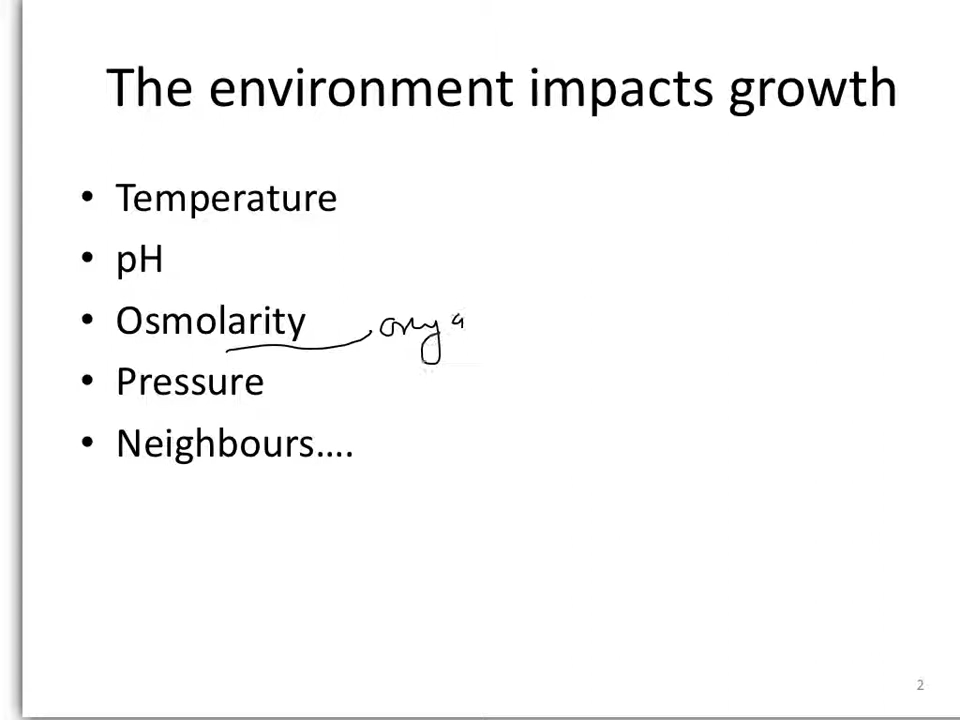 The environment impacts growth
• Temperature
• pH
• Osmolarity
• Pressure
• Neighbours....
2